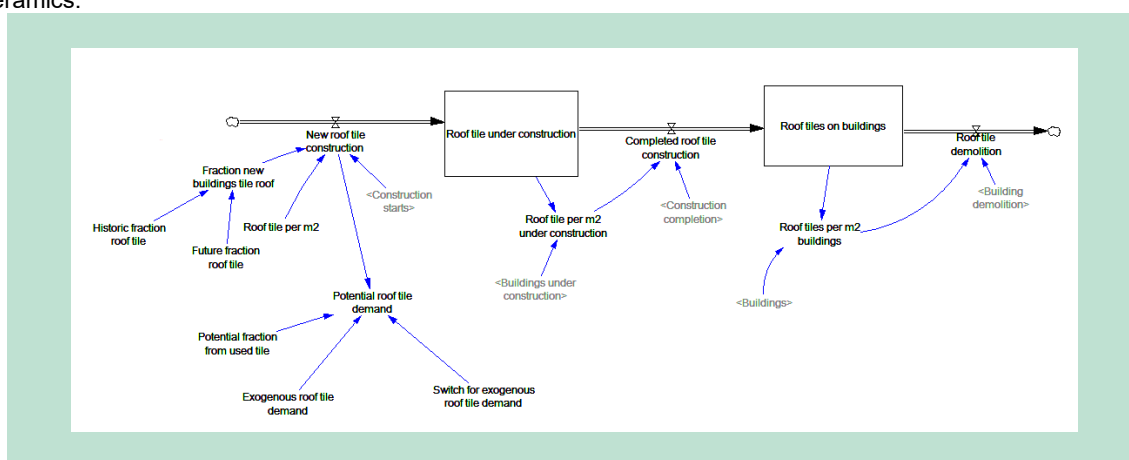 eramics.
Roof tile under construction
Roof tiles on buildings
New roof tile
construction
Completed roof tile
construction
Roof tile
demolition
Fraction new
buildings tile roof
<Construction
starts>
<Construction
completion>
<Building
demolition>
Historic fraction
roof tile
Roof tile per m2
Future fraction
roof tile
Roof tile per m2
under construction
Roof tiles per m2
buildings
<Buildings under
construction>
<Buildings>
Potential roof tile
demand
Potential fraction
from used tile
Exogenous roof tile
demand
Switch for exogenous
roof tile demand